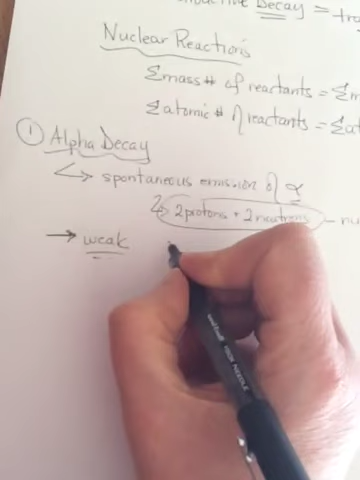 Decay =
Nuclear Reactions
Σmass # of reactants = Σm
Σatomic # η reactants = Σat
① Alpha Decay
↳ spontaneous emission of α
↳ 2 protons + 2 neutrons
→ weak